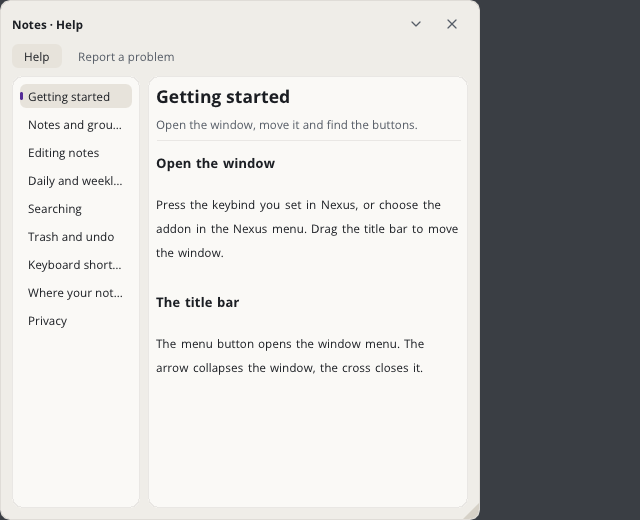 Notes · Help
Help
Report a problem
Getting started
Notes and grou...
Editing notes
Daily and weekl...
Searching
Trash and undo
Keyboard short...
Where your not...
Privacy
Getting started
Open the window, move it and find the buttons.
Open the window
Press the keybind you set in Nexus, or choose the
addon in the Nexus menu. Drag the title bar to move
the window.
The title bar
The menu button opens the window menu. The
arrow collapses the window, the cross closes it.